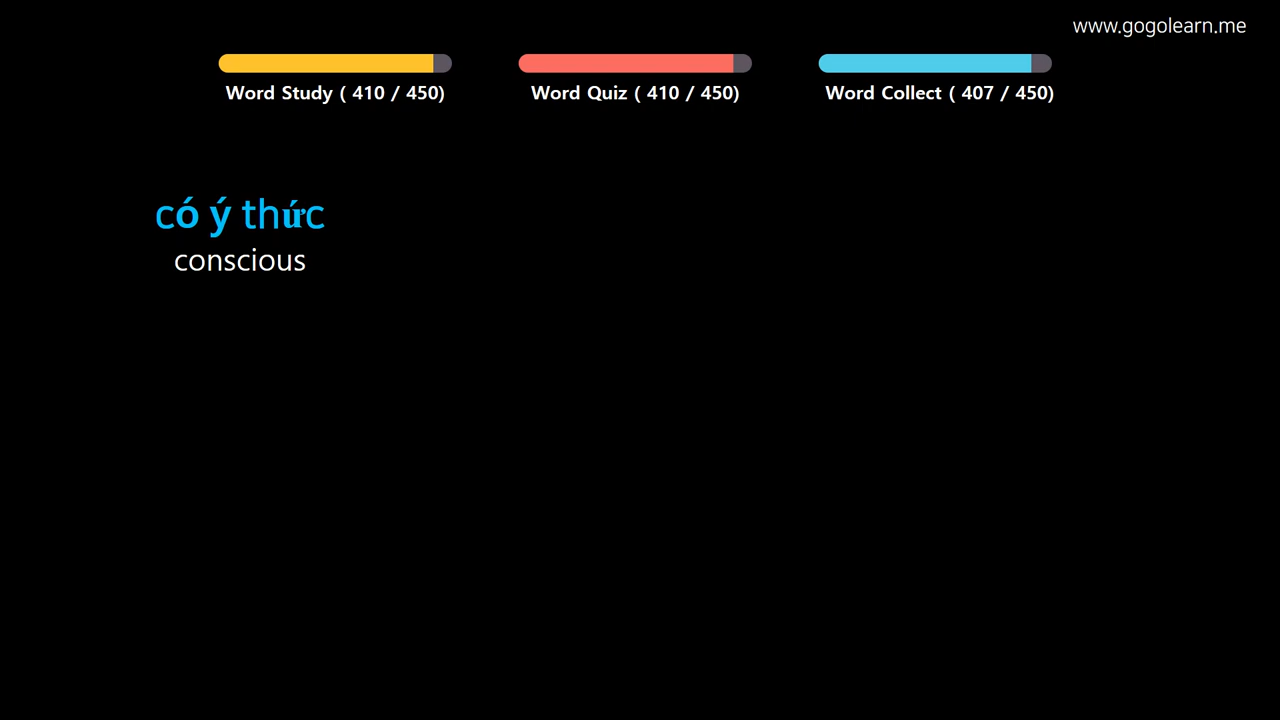 www.gogolearn.me
Word Study ( 410 / 450)
Word Quiz ( 410 / 450)
Word Collect ( 407 / 450)
có ý thức
conscious